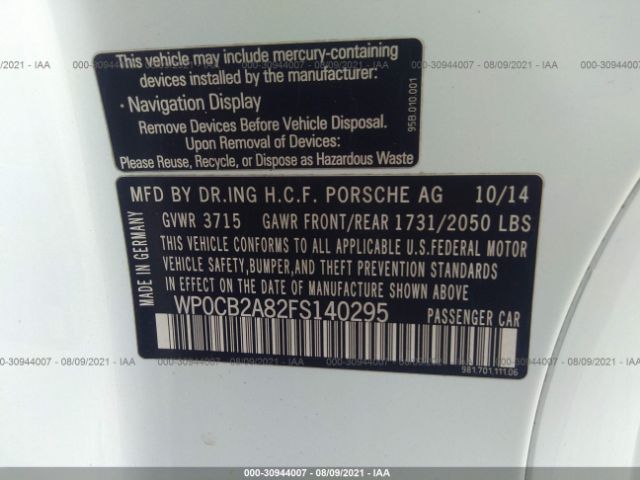 This vehicle may include mercury-containing
devices installed by the manufacturer:
· Navigation Display
Remove Devices Before Vehicle Disposal.
Upon Removal of Devices:
Please Reuse, Recycle, or Dispose as Hazardous Waste
95B.010.001
MFD BY DR.ING H.C.F. PORSCHE AG 10/14
GVWR 3715 GAWR FRONT/REAR 1731/2050 LBS
THIS VEHICLE CONFORMS TO ALL APPLICABLE U.S.FEDERAL MOTOR
VEHICLE SAFETY,BUMPER,AND THEFT PREVENTION STANDARDS
IN EFFECT ON THE DATE OF MANUFACTURE SHOWN ABOVE
WP0CB2A82FS140295 PASSENGER CAR
MADE IN GERMANY
981.701.111.06
000-30944007 - 08/09/2021 - IAA